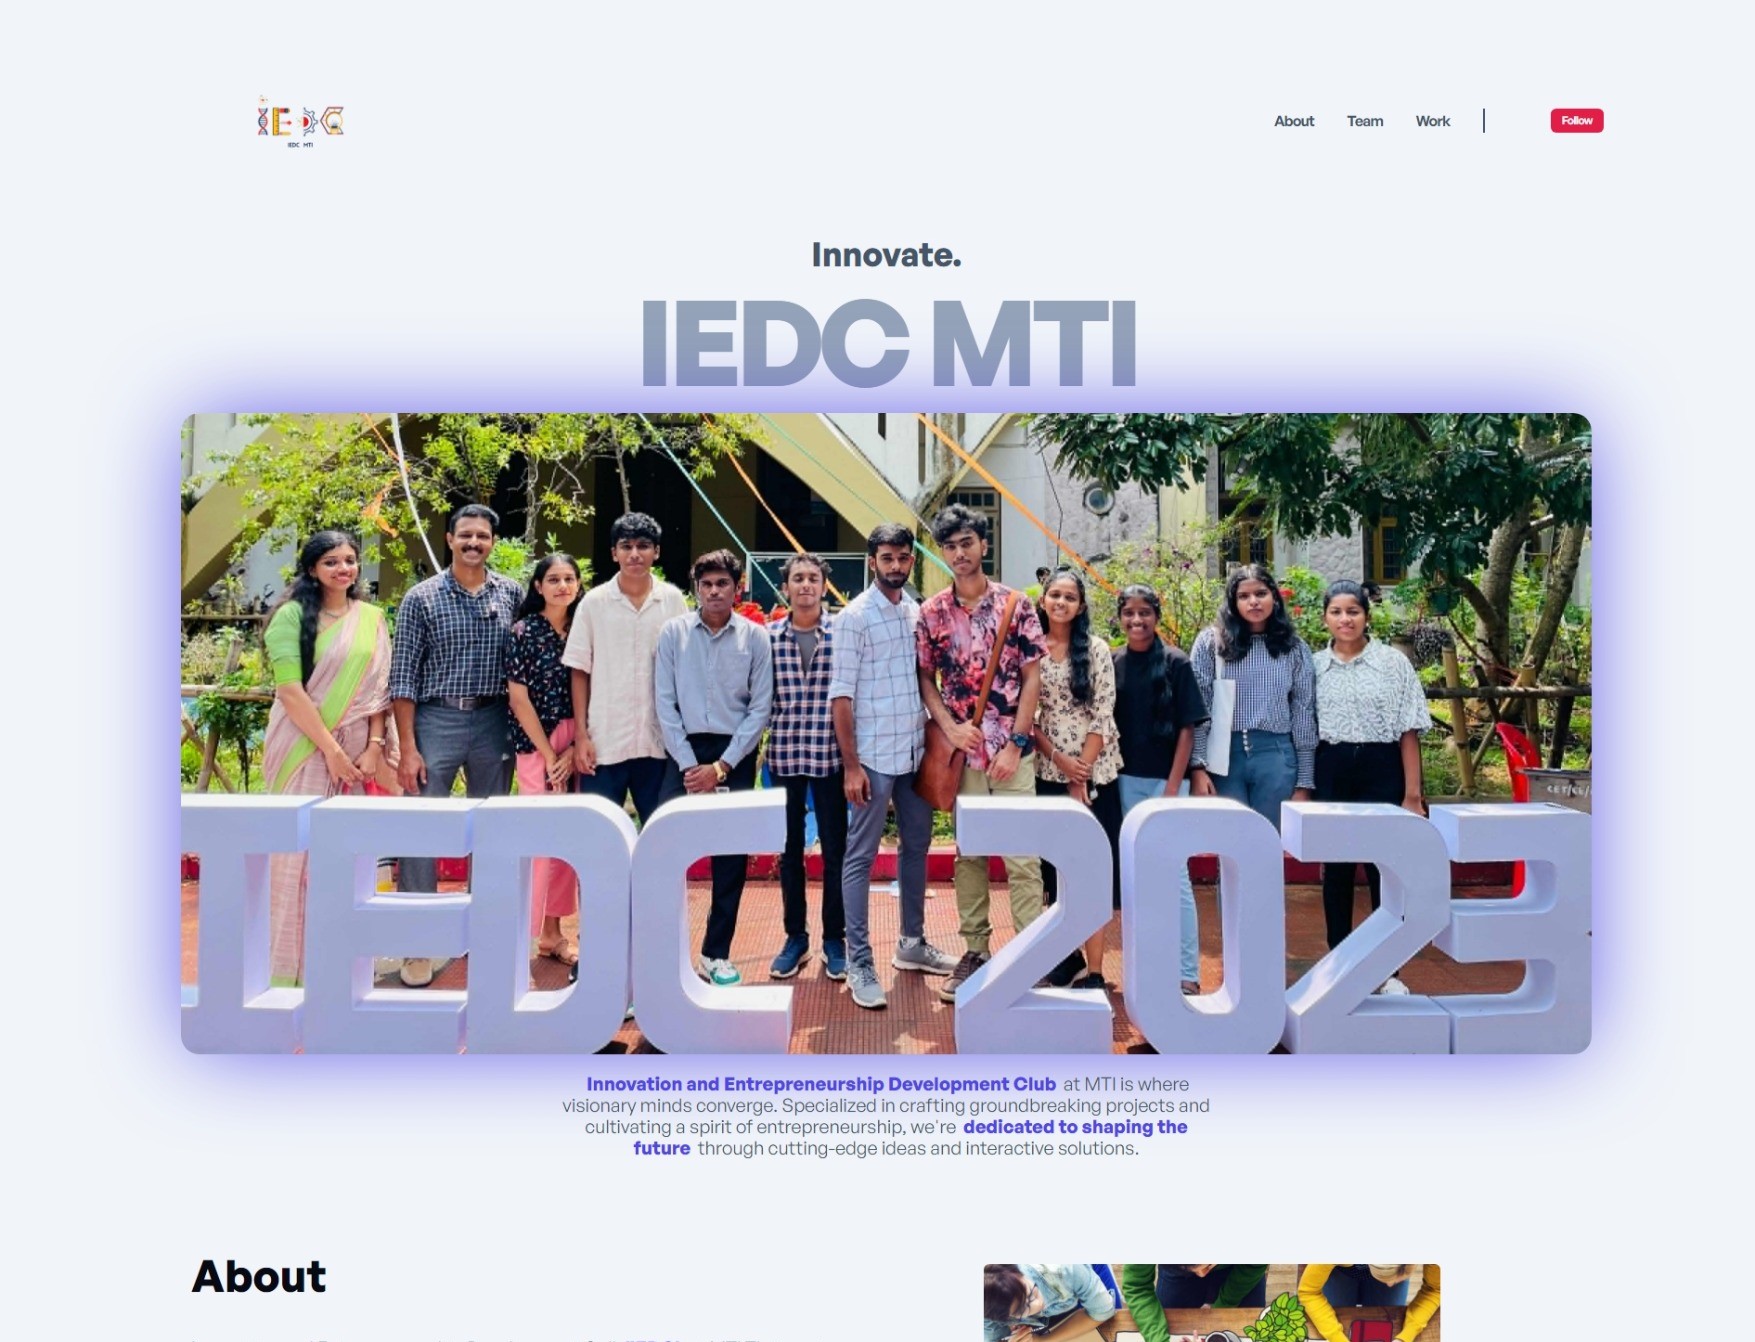 IEDC
IEDC MTI
About
Team
Work
Follow
Innovate.
IEDC MTI
IEDC 2023
Innovation and Entrepreneurship Development Club at MTI is where
visionary minds converge. Specialized in crafting groundbreaking projects and
cultivating a spirit of entrepreneurship, we're dedicated to shaping the
future through cutting-edge ideas and interactive solutions.
About